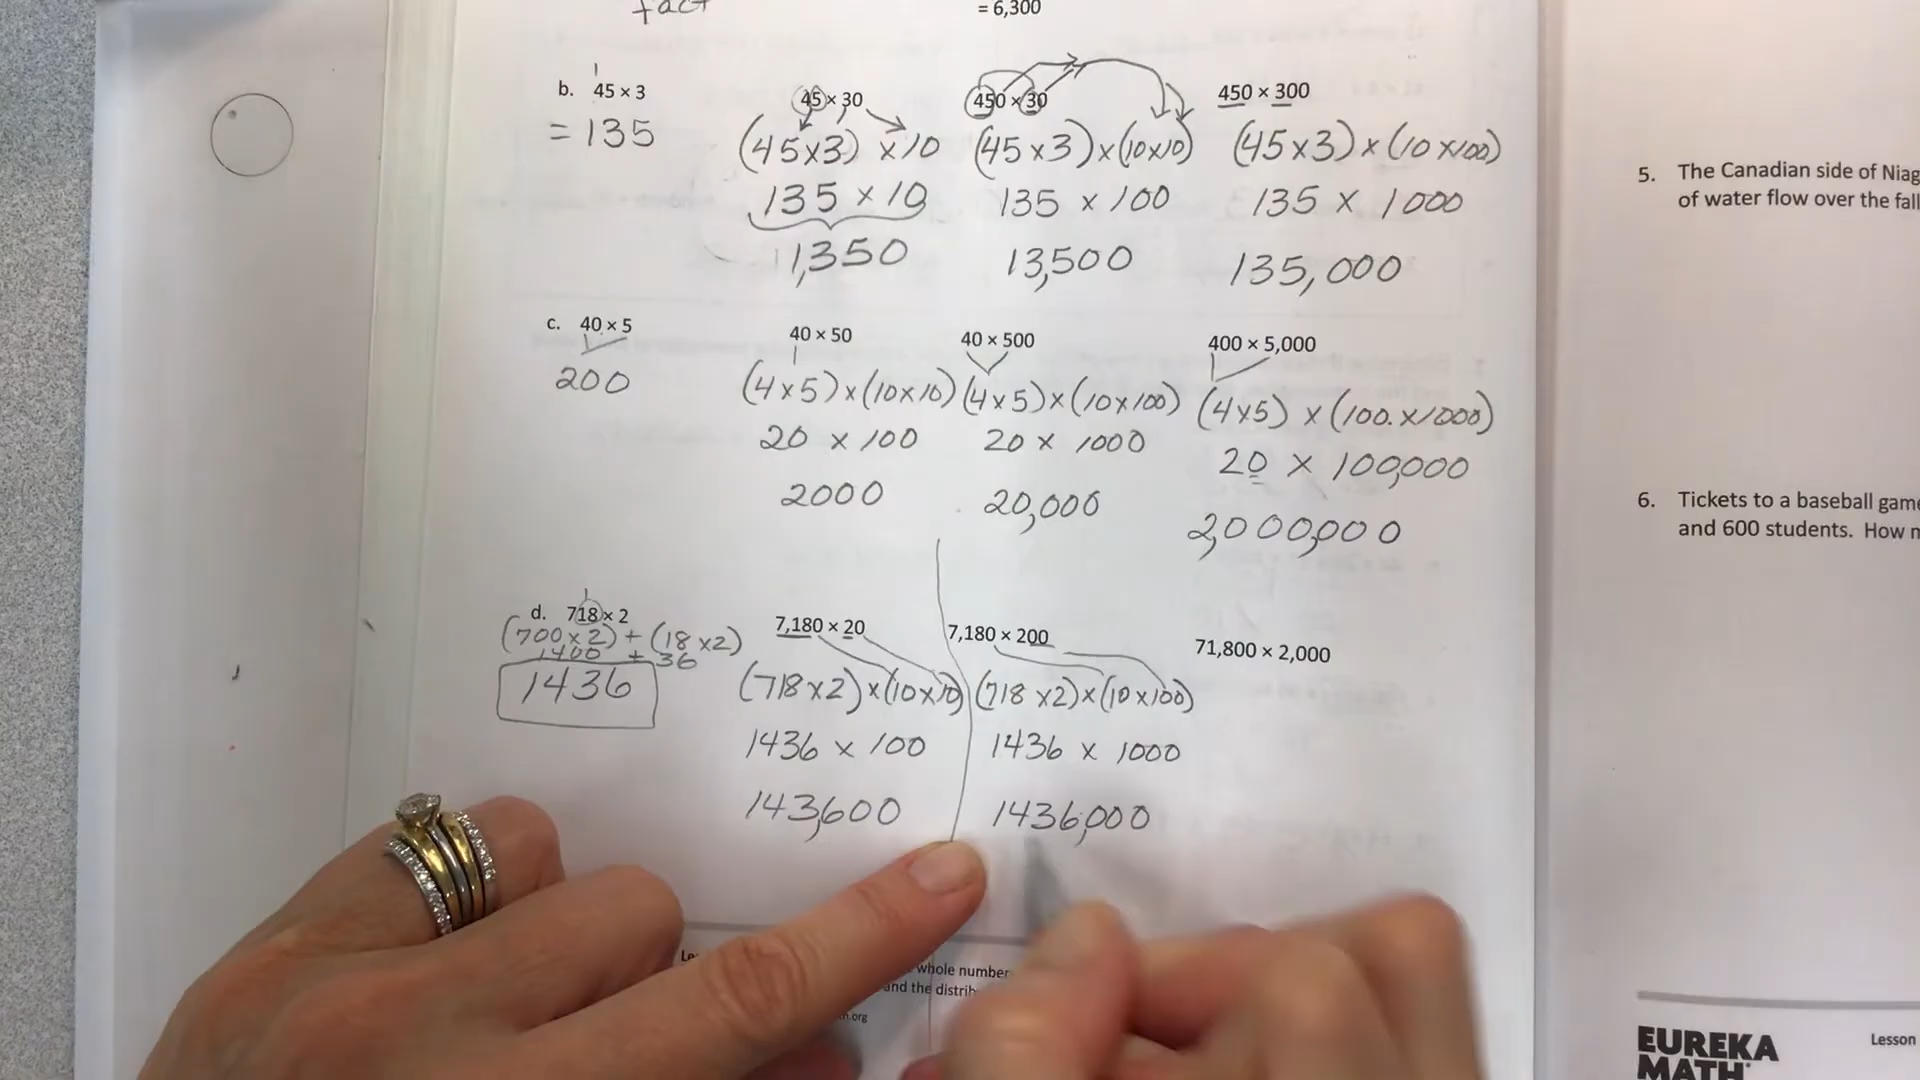 fact
= 6,300
b. 45 × 3
1
= 135
45 × 30
(45×3) ×10
135 × 10
1,350
450 × 30
(45×3)×(10×10)
135 × 100
13,500
450 × 300
(45×3)×(10×100)
135 × 1000
135,000
c. 40 × 5
200
40 × 50
(4×5)×(10×10)
20 × 100
2000
40 × 500
(4×5)×(10×100)
20 × 1000
20,000
400 × 5,000
(4×5) × (100.×1000)
20 × 100,000
2,000,000
1
d. 718 × 2
(700×2) + (18×2)
1400 + 36
1436
7,180 × 20
(718×2)×(10×10)
1436 × 100
143,600
7,180 × 200
(718×2)×(10×100)
1436 × 1000
1436,000
71,800 × 2,000
whole number
and the
.org
5. The Canadian side of
of water flow over the
6. Tickets to a baseball
and 600 students. How
EUREKA
MATH
Lesson